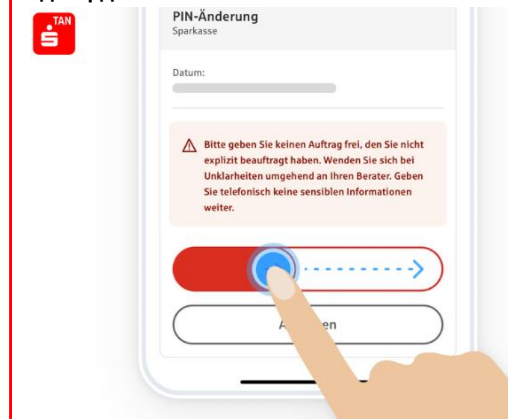 TAN
PIN-Änderung
Sparkasse
Datum:
Bitte geben Sie keinen Auftrag frei, den Sie nicht
explizit beauftragt haben. Wenden Sie sich bei
Unklarheiten umgehend an Ihren Berater. Geben
Sie telefonisch keine sensiblen Informationen
weiter.